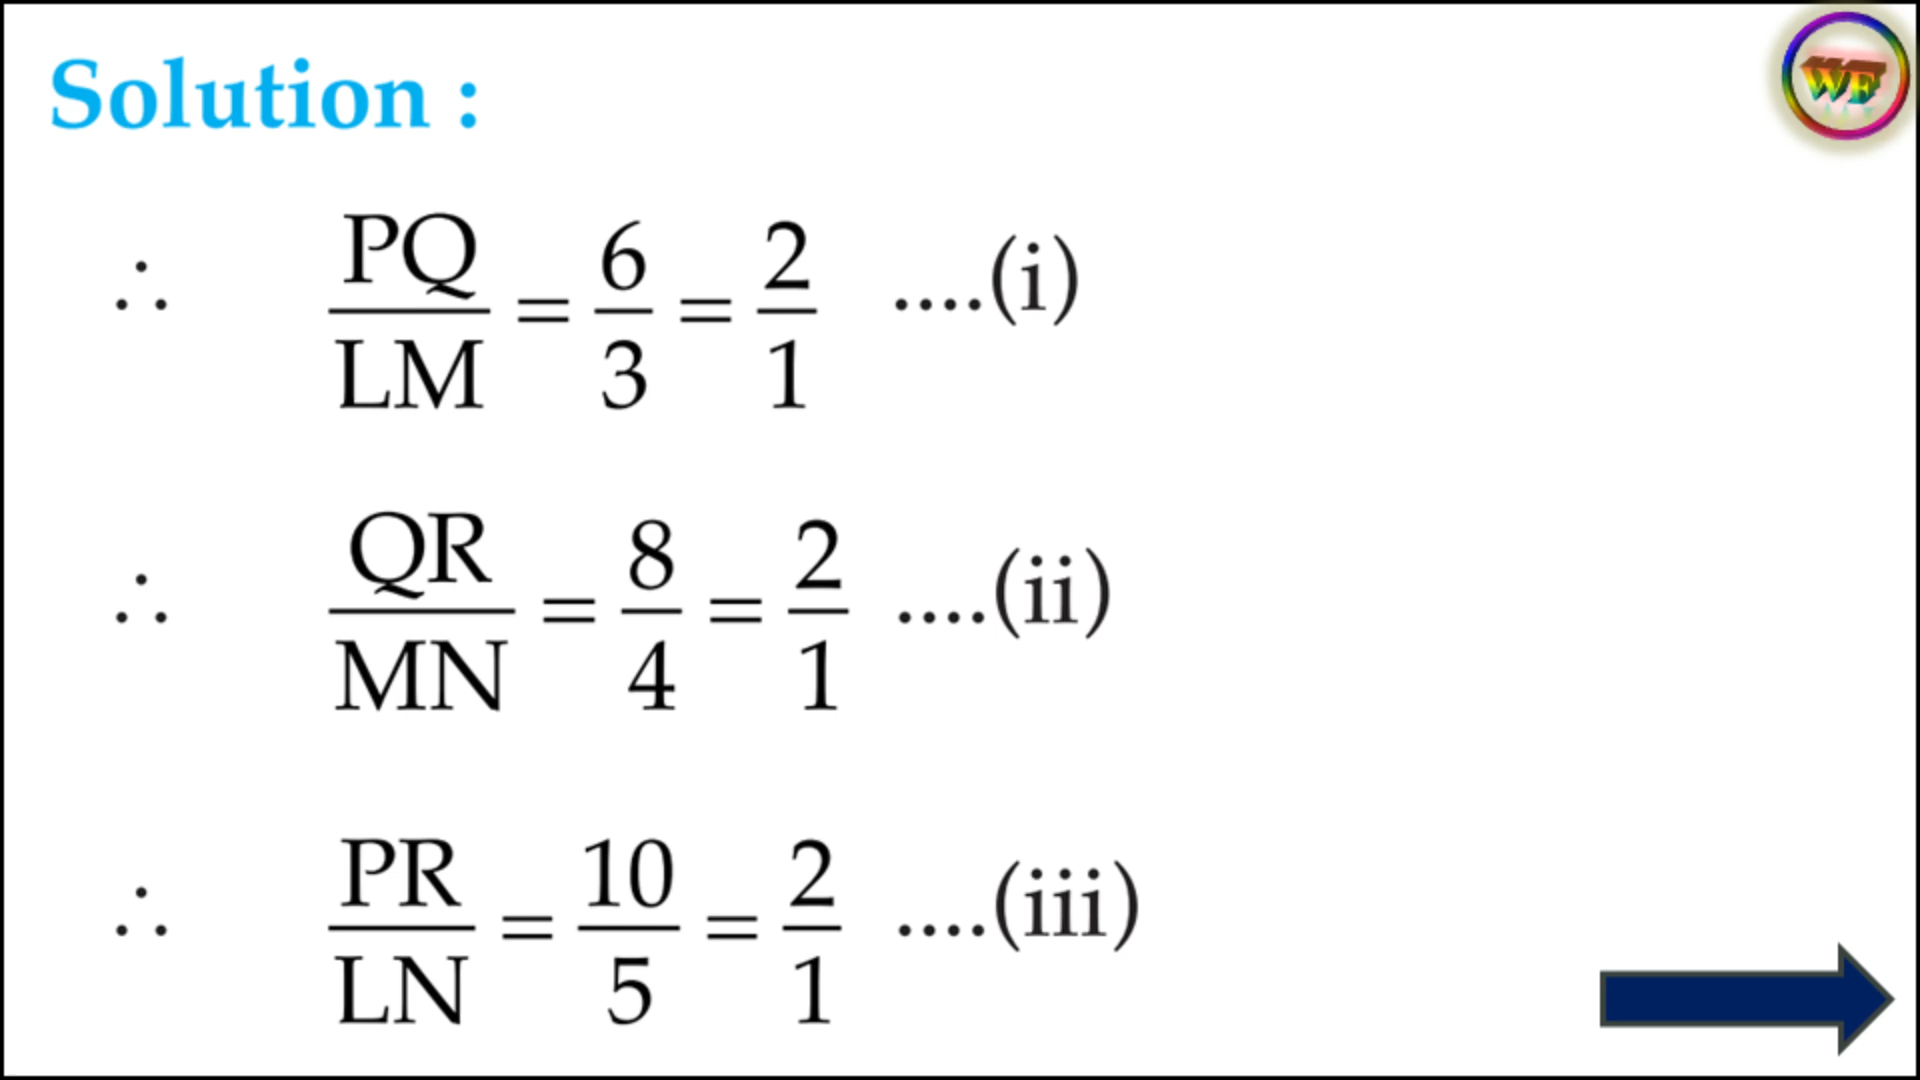 Solution :
WE
∴ PQ/LM = 6/3 = 2/1 ....(i)
∴ QR/MN = 8/4 = 2/1 ....(ii)
∴ PR/LN = 10/5 = 2/1 ....(iii)